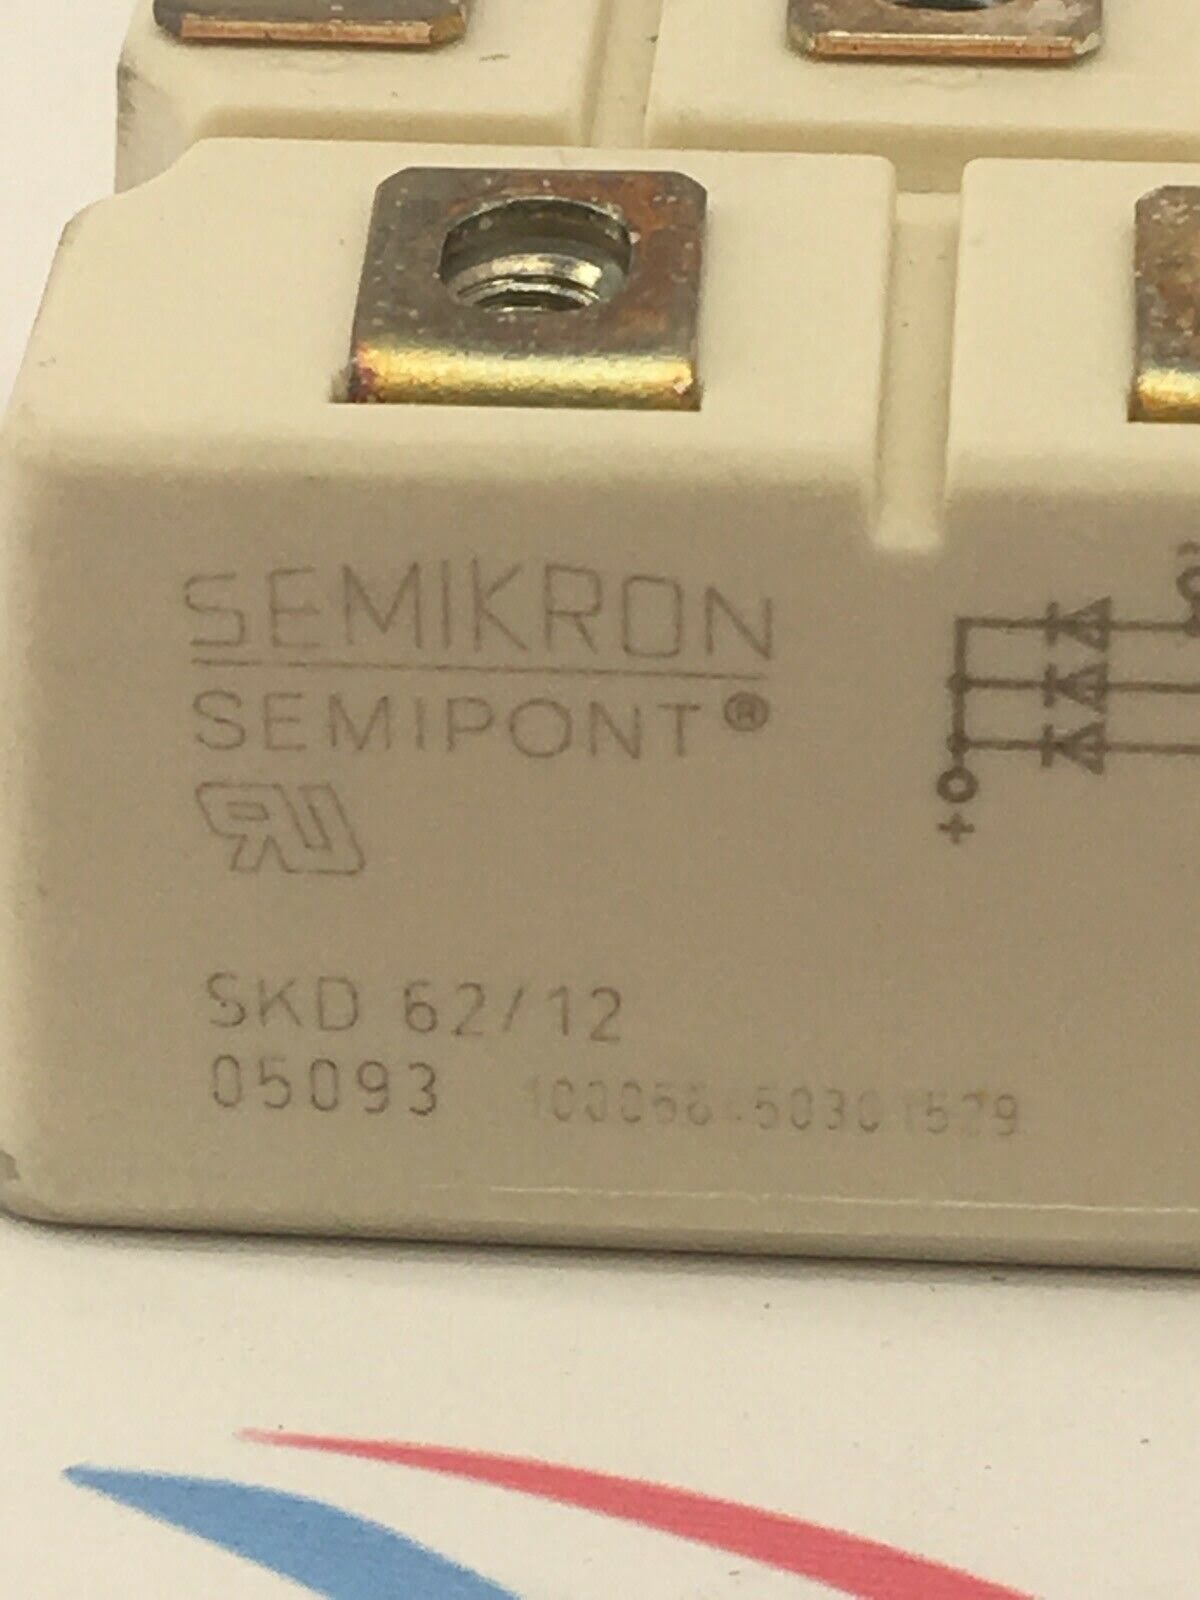 SEMIKRON
SEMIPONT®
SKD 62/12
05093
+